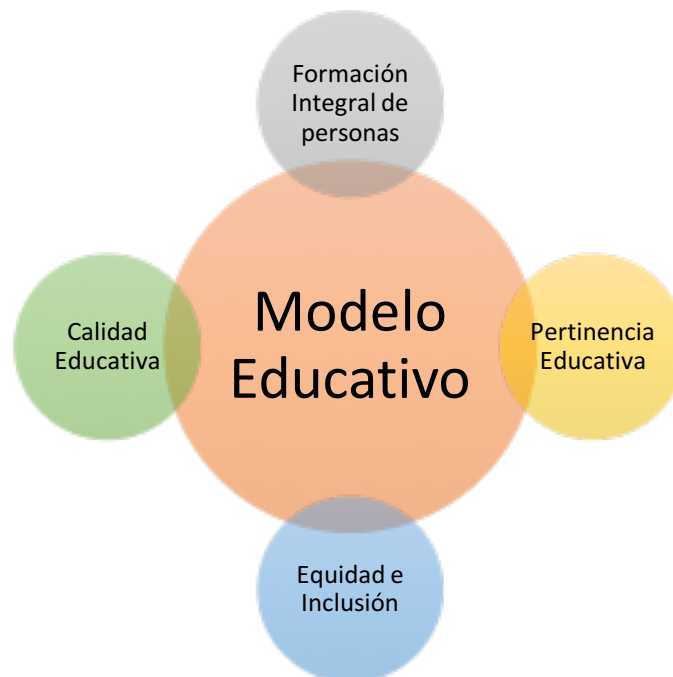 Formación
Integral de
personas
Modelo
Educativo
Calidad
Educativa
Pertinencia
Educativa
Equidad e
Inclusión